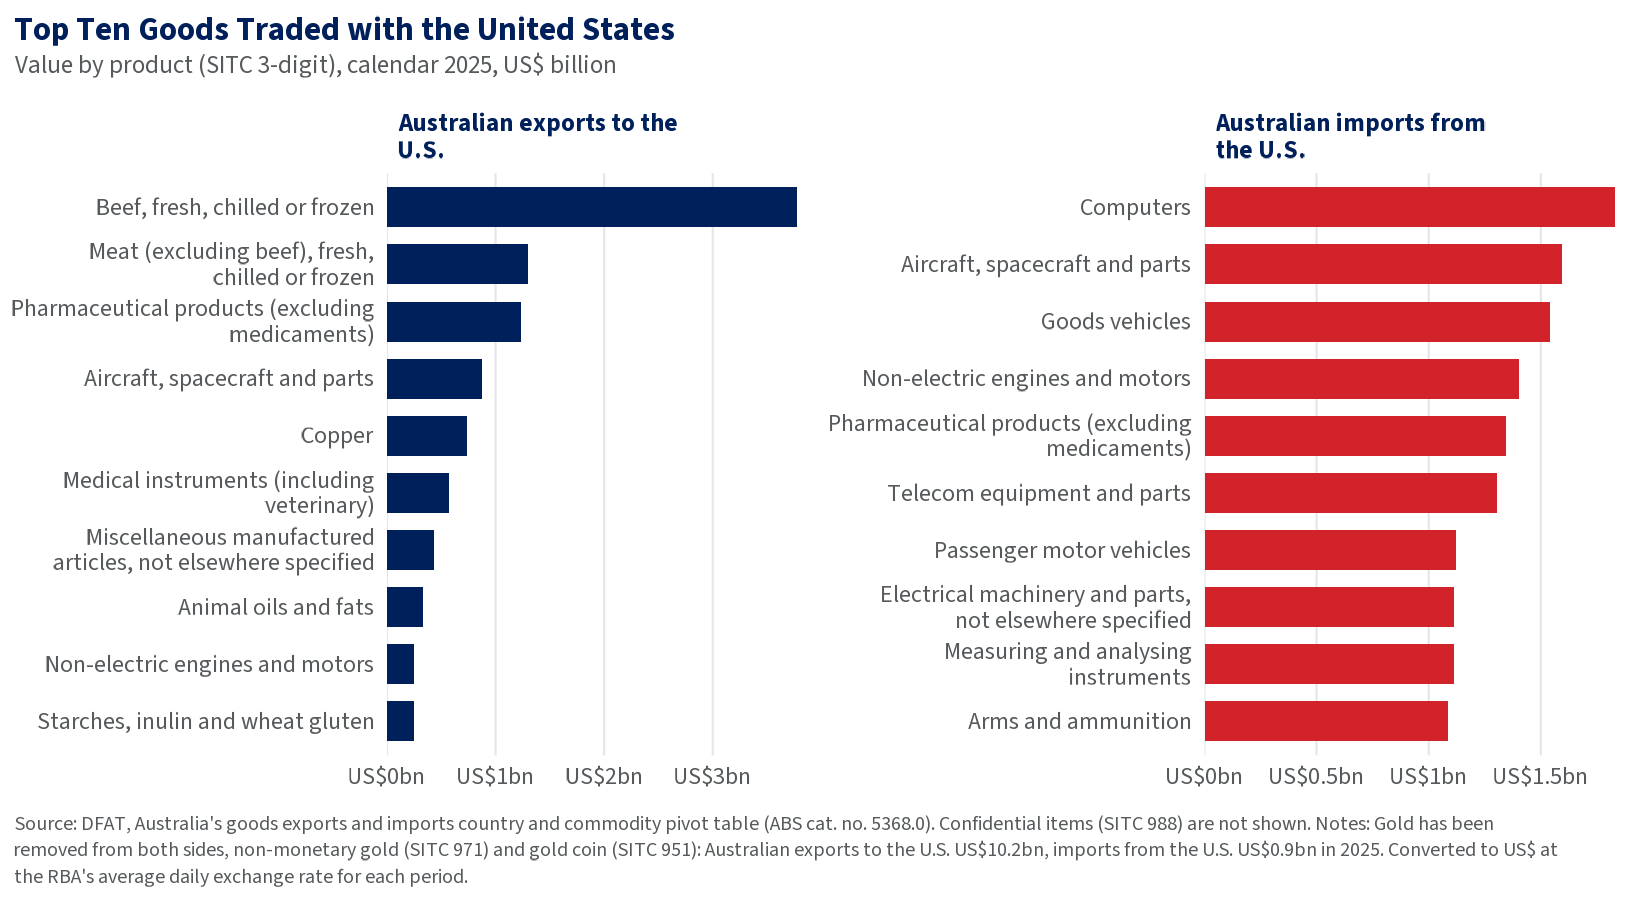 Top Ten Goods Traded with the United States
Value by product (SITC 3-digit), calendar 2025, US$ billion
Australian exports to the
U.S.
Beef, fresh, chilled or frozen
Meat (excluding beef), fresh,
chilled or frozen
Pharmaceutical products (excluding
medicaments)
Aircraft, spacecraft and parts
Copper
Medical instruments (including
veterinary)
Miscellaneous manufactured
articles, not elsewhere specified
Animal oils and fats
Non-electric engines and motors
Starches, inulin and wheat gluten
US$0bn US$1bn US$2bn US$3bn
Australian imports from
the U.S.
Computers
Aircraft, spacecraft and parts
Goods vehicles
Non-electric engines and motors
Pharmaceutical products (excluding
medicaments)
Telecom equipment and parts
Passenger motor vehicles
Electrical machinery and parts,
not elsewhere specified
Measuring and analysing
instruments
Arms and ammunition
US$0bn US$0.5bn US$1bn US$1.5bn
Source: DFAT, Australia's goods exports and imports country and commodity pivot table (ABS cat. no. 5368.0). Confidential items (SITC 988) are not shown. Notes: Gold has been
removed from both sides, non-monetary gold (SITC 971) and gold coin (SITC 951): Australian exports to the U.S. US$10.2bn, imports from the U.S. US$0.9bn in 2025. Converted to US$ at
the RBA's average daily exchange rate for each period.